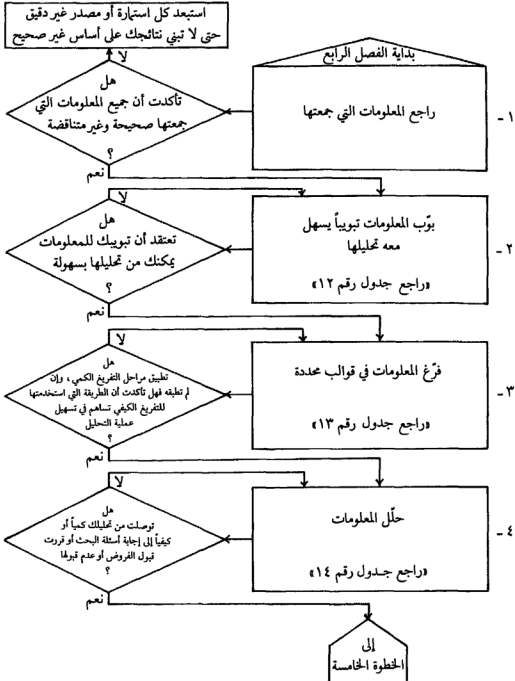 استبعد كل استمارة أو مصدر غير دقيق
حتى لا تبني نتائجك على أساس غير صحيح
بداية الفصل الرابع
١ -
راجع المعلومات التي جمعتها
لا
هل
تأكدت أن جميع المعلومات التي
جمعتها صحيحة وغير متناقضة
؟
نعم
٢ -
بوّب المعلومات تبويباً يسهل
معه تحليلها
«راجع جدول رقم ١٢»
لا
هل
تعتقد أن تبويبك للمعلومات
يمكنك من تحليلها بسهولة
؟
نعم
٣ -
فرّغ المعلومات في قوالب محددة
«راجع جدول رقم ١٣»
لا
هل
تطبيق مراحل التفريغ الكمي، وإن
لم تطبقه فهل تأكدت أن الطريقة التي استخدمتها
للتفريغ الكيفي تساهم في تسهيل
عملية التحليل
؟
نعم
٤ -
حلّل المعلومات
«راجع جدول رقم ١٤»
لا
هل
توصلت من تحليلك كمياً أو
كيفياً إلى إجابة أسئلة البحث أو قررت
قبول الفروض أو عدم قبولها
؟
نعم
إلى
الخطوة الخامسة